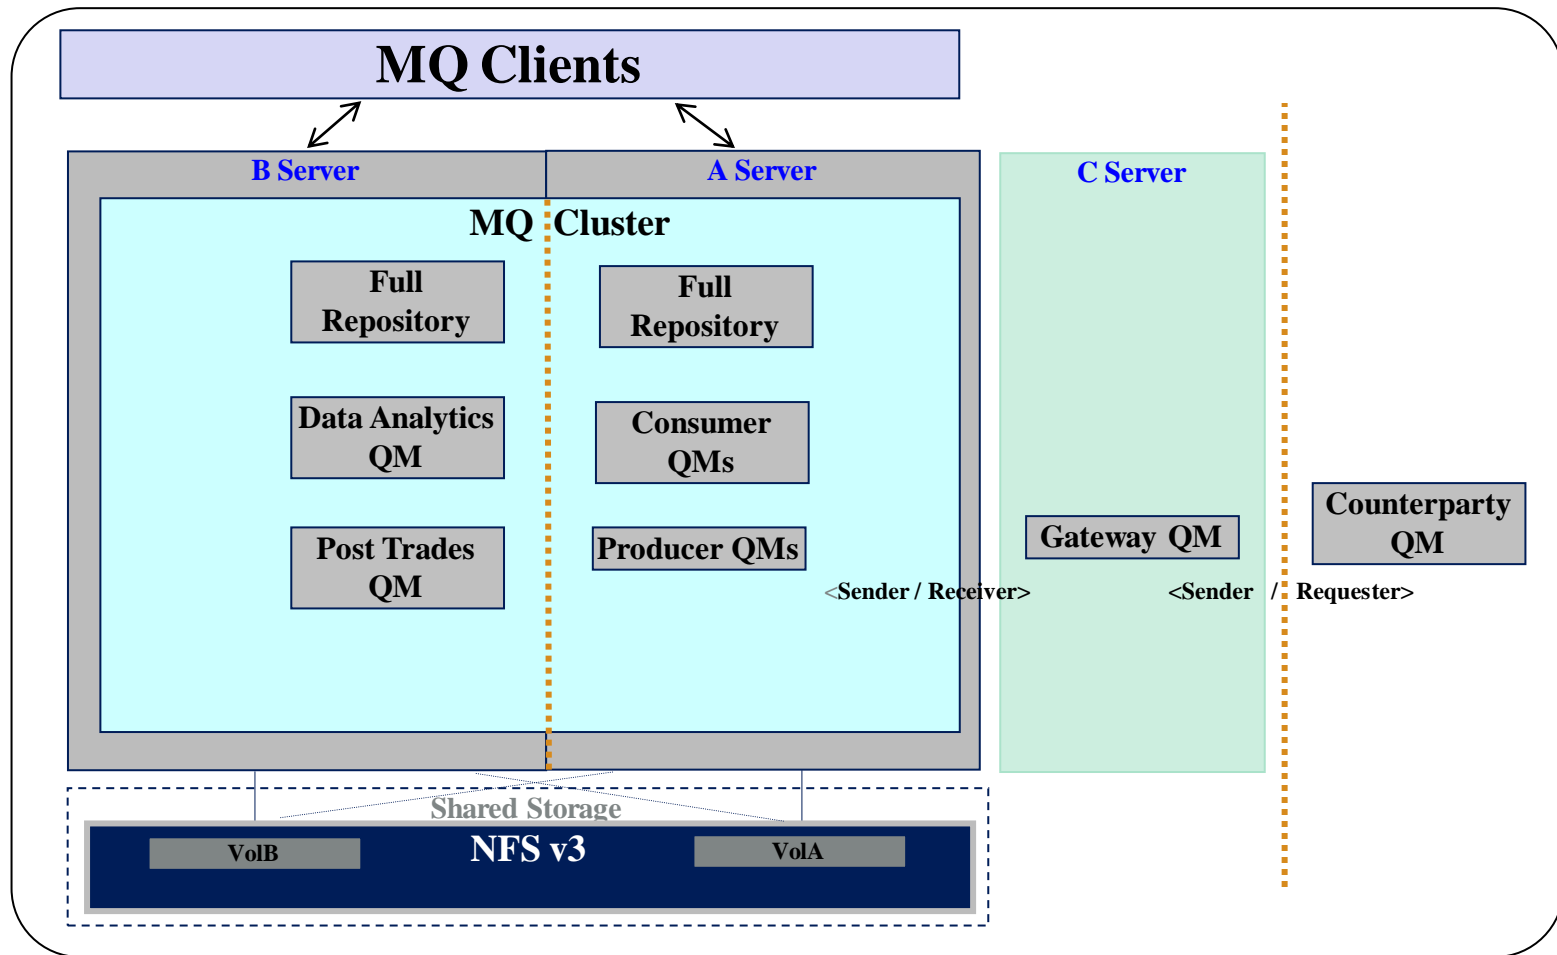 MQ Clients
B Server
A Server
C Server
MQ Cluster
Full
Repository
Full
Repository
Data Analytics
QM
Consumer
QMs
Post Trades
QM
Producer QMs
Gateway QM
Counterparty
QM
<Sender / Receiver>
<Sender / Requester>
Shared Storage
VolB
NFS v3
VolA